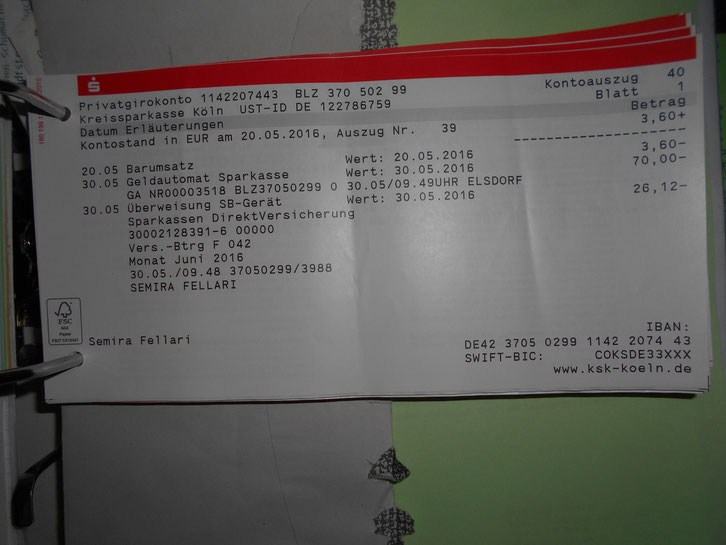 Privatgirokonto 1142207443 BLZ 370 502 99 Kontoauszug 40
Kreissparkasse Köln UST-ID DE 122786759 Blatt 1
Datum Erläuterungen Betrag
Kontostand in EUR am 20.05.2016, Auszug Nr. 39 3,60+
20.05 Barumsatz Wert: 20.05.2016 3,60-
30.05 Geldautomat Sparkasse Wert: 30.05.2016 70,00-
GA NR00003518 BLZ37050299 0 30.05/09.49UHR ELSDORF
30.05 Überweisung SB-Gerät Wert: 30.05.2016 26,12-
Sparkassen DirektVersicherung
30002128391-6 00000
Vers.-Btrg F 042
Monat Juni 2016
30.05./09.48 37050299/3988
SEMIRA FELLARI
FSC
Semira Fellari
IBAN:
DE42 3705 0299 1142 2074 43
SWIFT-BIC: COKSDE33XXX
www.ksk-koeln.de